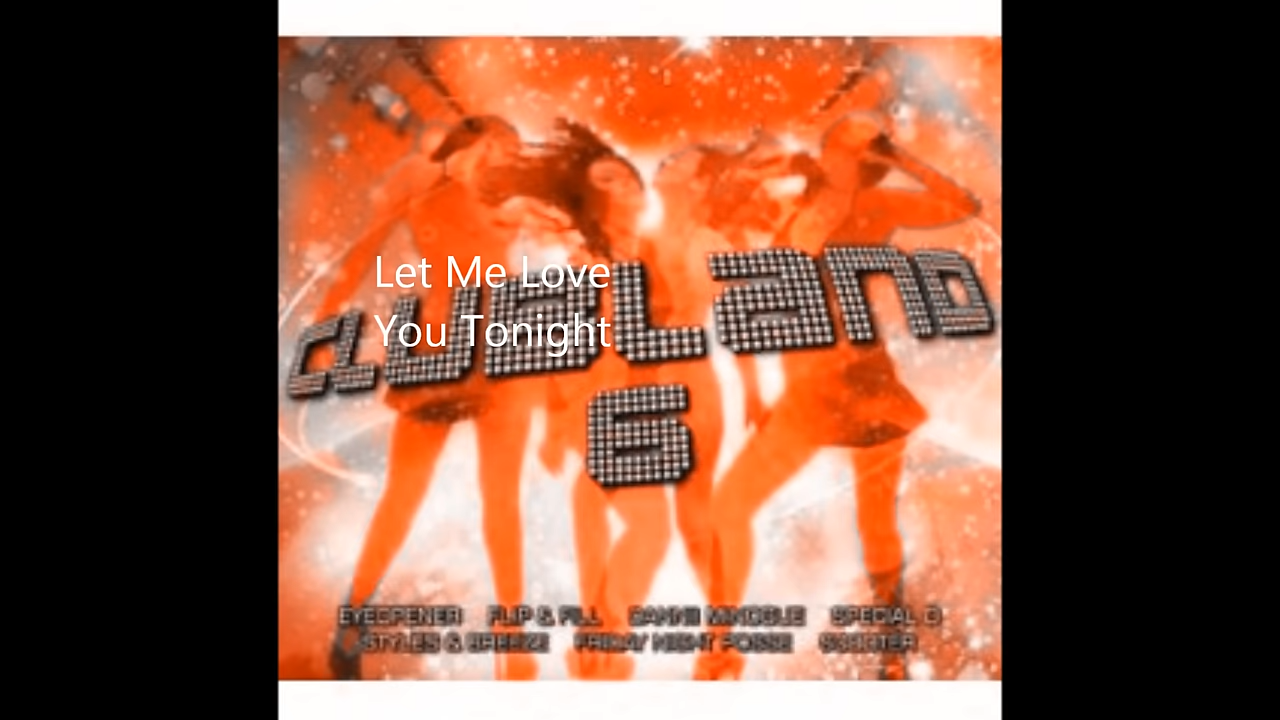 Let Me Love
You Tonight
CLUBLAND
6
EYEOPENER FLIP & FILL DANNII MINOGUE SPECIAL D
STYLES & BREEZE FRIDAY NIGHT POSSE SCOOTER